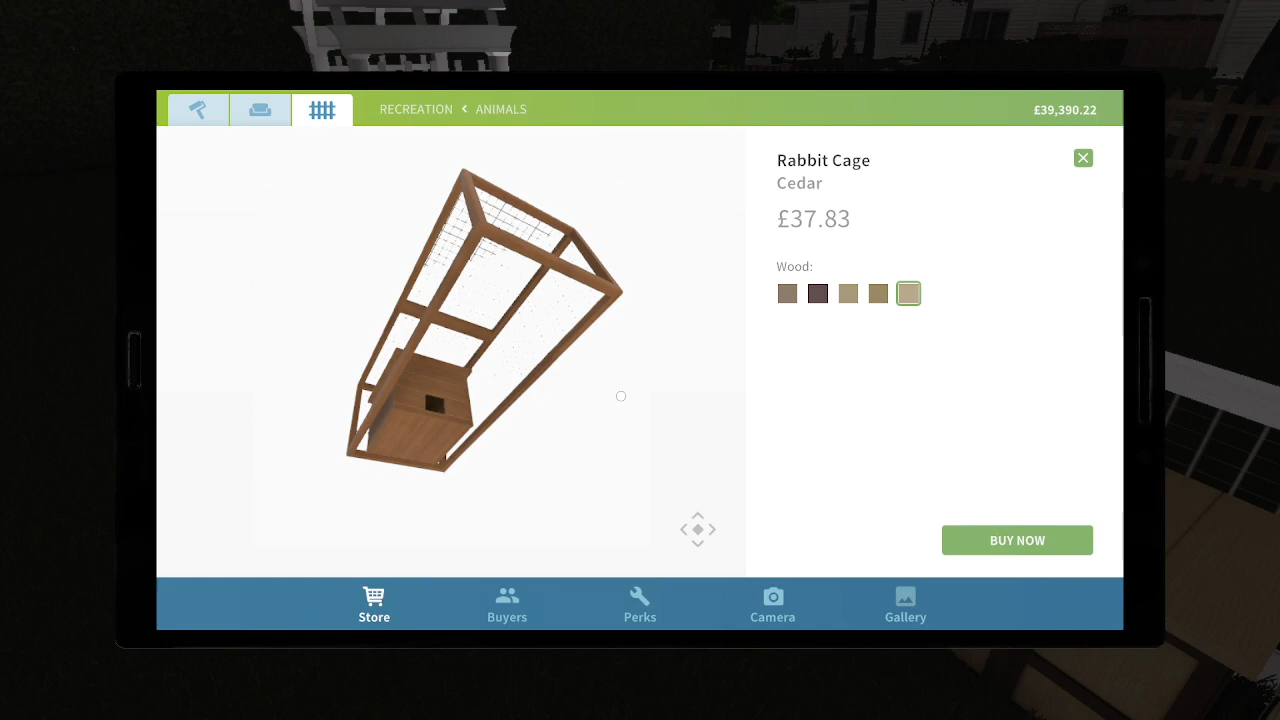 RECREATION < ANIMALS
£39,390.22
Rabbit Cage
Cedar
£37.83
Wood:
BUY NOW
Store
Buyers
Perks
Camera
Gallery